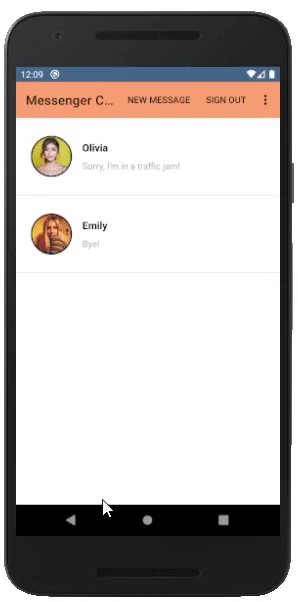 12:09
Messenger C... NEW MESSAGE SIGN OUT
Olivia
Sorry, I'm in a traffic jam!
Emily
Bye!